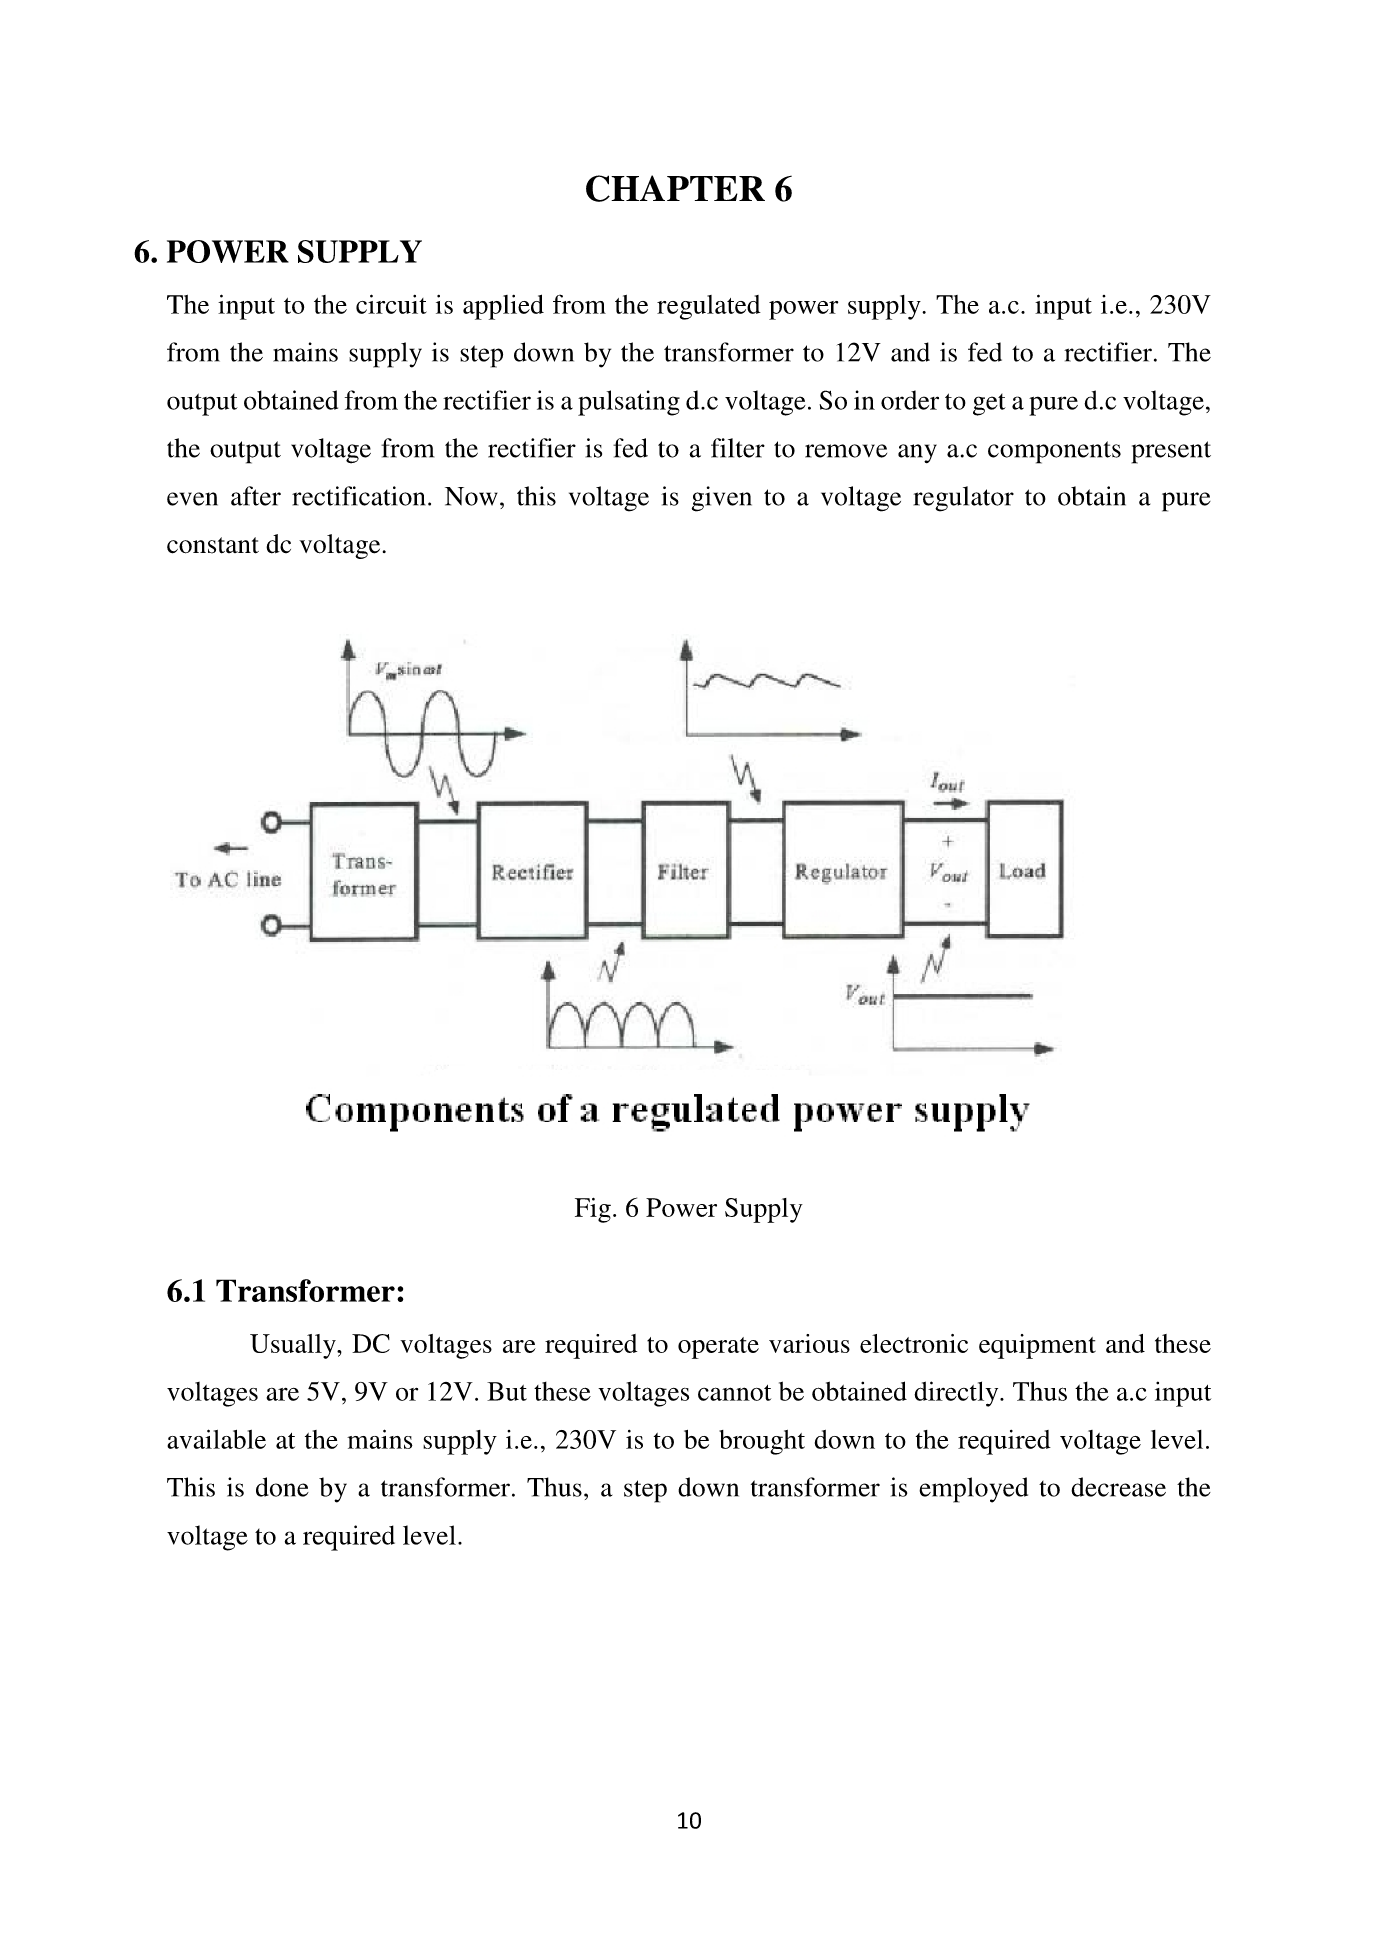 CHAPTER 6
6. POWER SUPPLY
The input to the circuit is applied from the regulated power supply. The a.c. input i.e., 230V
from the mains supply is step down by the transformer to 12V and is fed to a rectifier. The
output obtained from the rectifier is a pulsating d.c voltage. So in order to get a pure d.c voltage,
the output voltage from the rectifier is fed to a filter to remove any a.c components present
even after rectification. Now, this voltage is given to a voltage regulator to obtain a pure
constant dc voltage.
Vm sin ωt
Iout
To AC line
Trans-
former
Rectifier
Filter
Regulator
+
Vout
-
Load
Vout
Components of a regulated power supply
Fig. 6 Power Supply
6.1 Transformer:
Usually, DC voltages are required to operate various electronic equipment and these
voltages are 5V, 9V or 12V. But these voltages cannot be obtained directly. Thus the a.c input
available at the mains supply i.e., 230V is to be brought down to the required voltage level.
This is done by a transformer. Thus, a step down transformer is employed to decrease the
voltage to a required level.
10